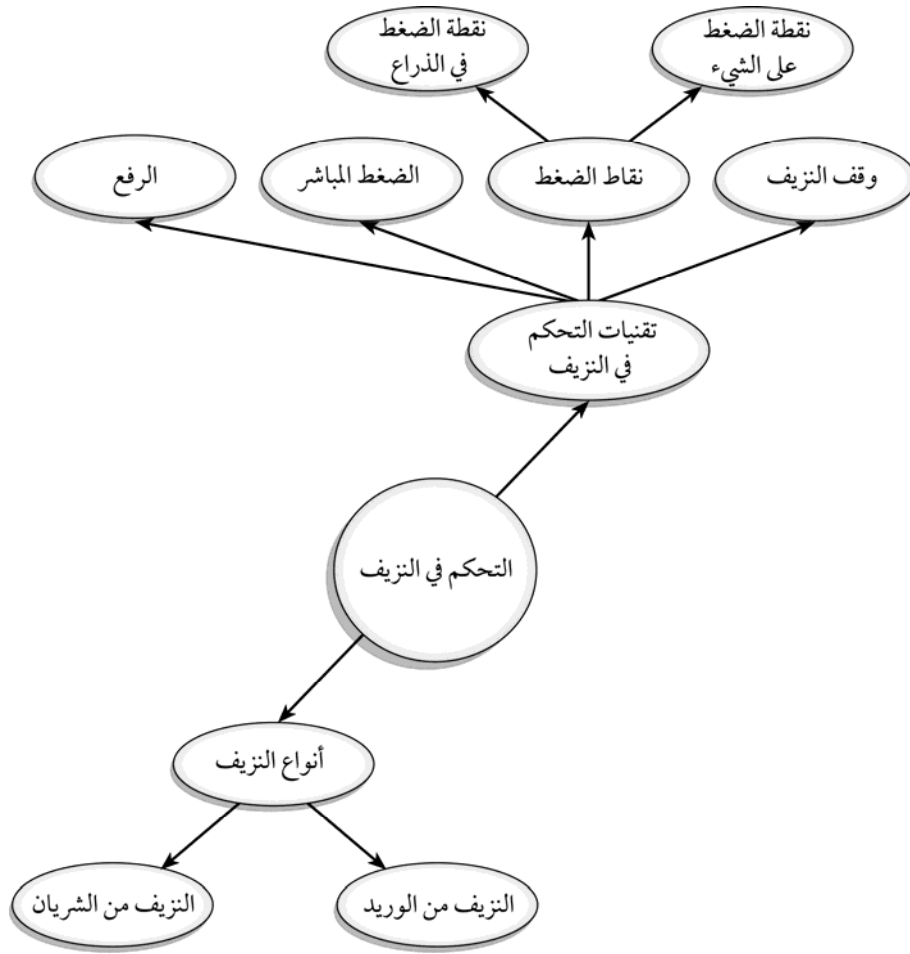 نقطة الضغط
على الشيء
نقطة الضغط
في الذراع
وقف النزيف
نقاط الضغط
الضغط المباشر
الرفع
تقنيات التحكم
في النزيف
التحكم في النزيف
أنواع النزيف
النزيف من الوريد
النزيف من الشريان